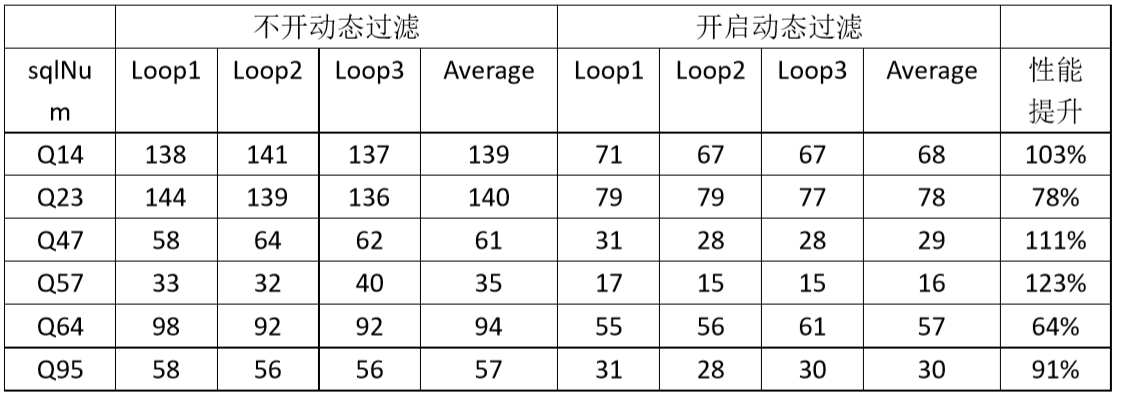 不开动态过滤 开启动态过滤
sqlNu Loop1 Loop2 Loop3 Average Loop1 Loop2 Loop3 Average 性能
m 提升
Q14 138 141 137 139 71 67 67 68 103%
Q23 144 139 136 140 79 79 77 78 78%
Q47 58 64 62 61 31 28 28 29 111%
Q57 33 32 40 35 17 15 15 16 123%
Q64 98 92 92 94 55 56 61 57 64%
Q95 58 56 56 57 31 28 30 30 91%